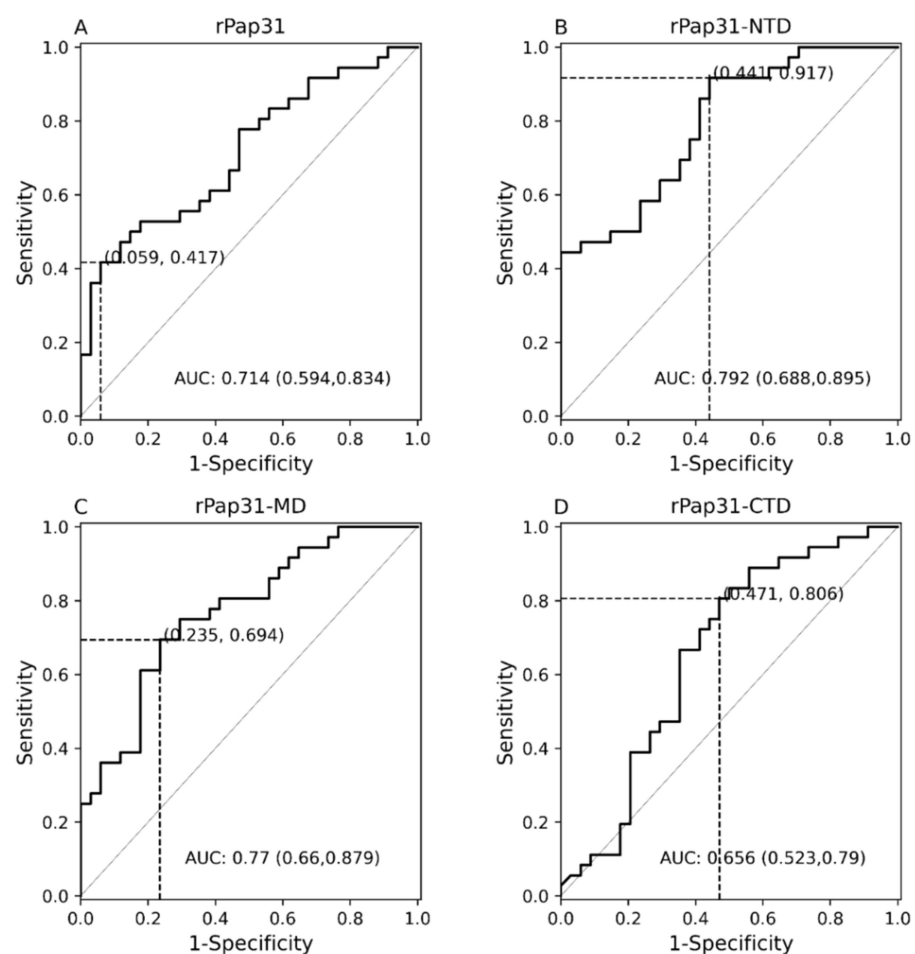 A
rPap31
1.0
0.8
0.6
0.4
0.2
0.0
Sensitivity
(0.059, 0.417)
AUC: 0.714 (0.594,0.834)
0.0 0.2 0.4 0.6 0.8 1.0
1-Specificity
B
rPap31-NTD
1.0
0.8
0.6
0.4
0.2
0.0
Sensitivity
(0.441, 0.917)
AUC: 0.792 (0.688,0.895)
0.0 0.2 0.4 0.6 0.8 1.0
1-Specificity
C
rPap31-MD
1.0
0.8
0.6
0.4
0.2
0.0
Sensitivity
(0.235, 0.694)
AUC: 0.77 (0.66,0.879)
0.0 0.2 0.4 0.6 0.8 1.0
1-Specificity
D
rPap31-CTD
1.0
0.8
0.6
0.4
0.2
0.0
Sensitivity
(0.471, 0.806)
AUC: 0.656 (0.523,0.79)
0.0 0.2 0.4 0.6 0.8 1.0
1-Specificity